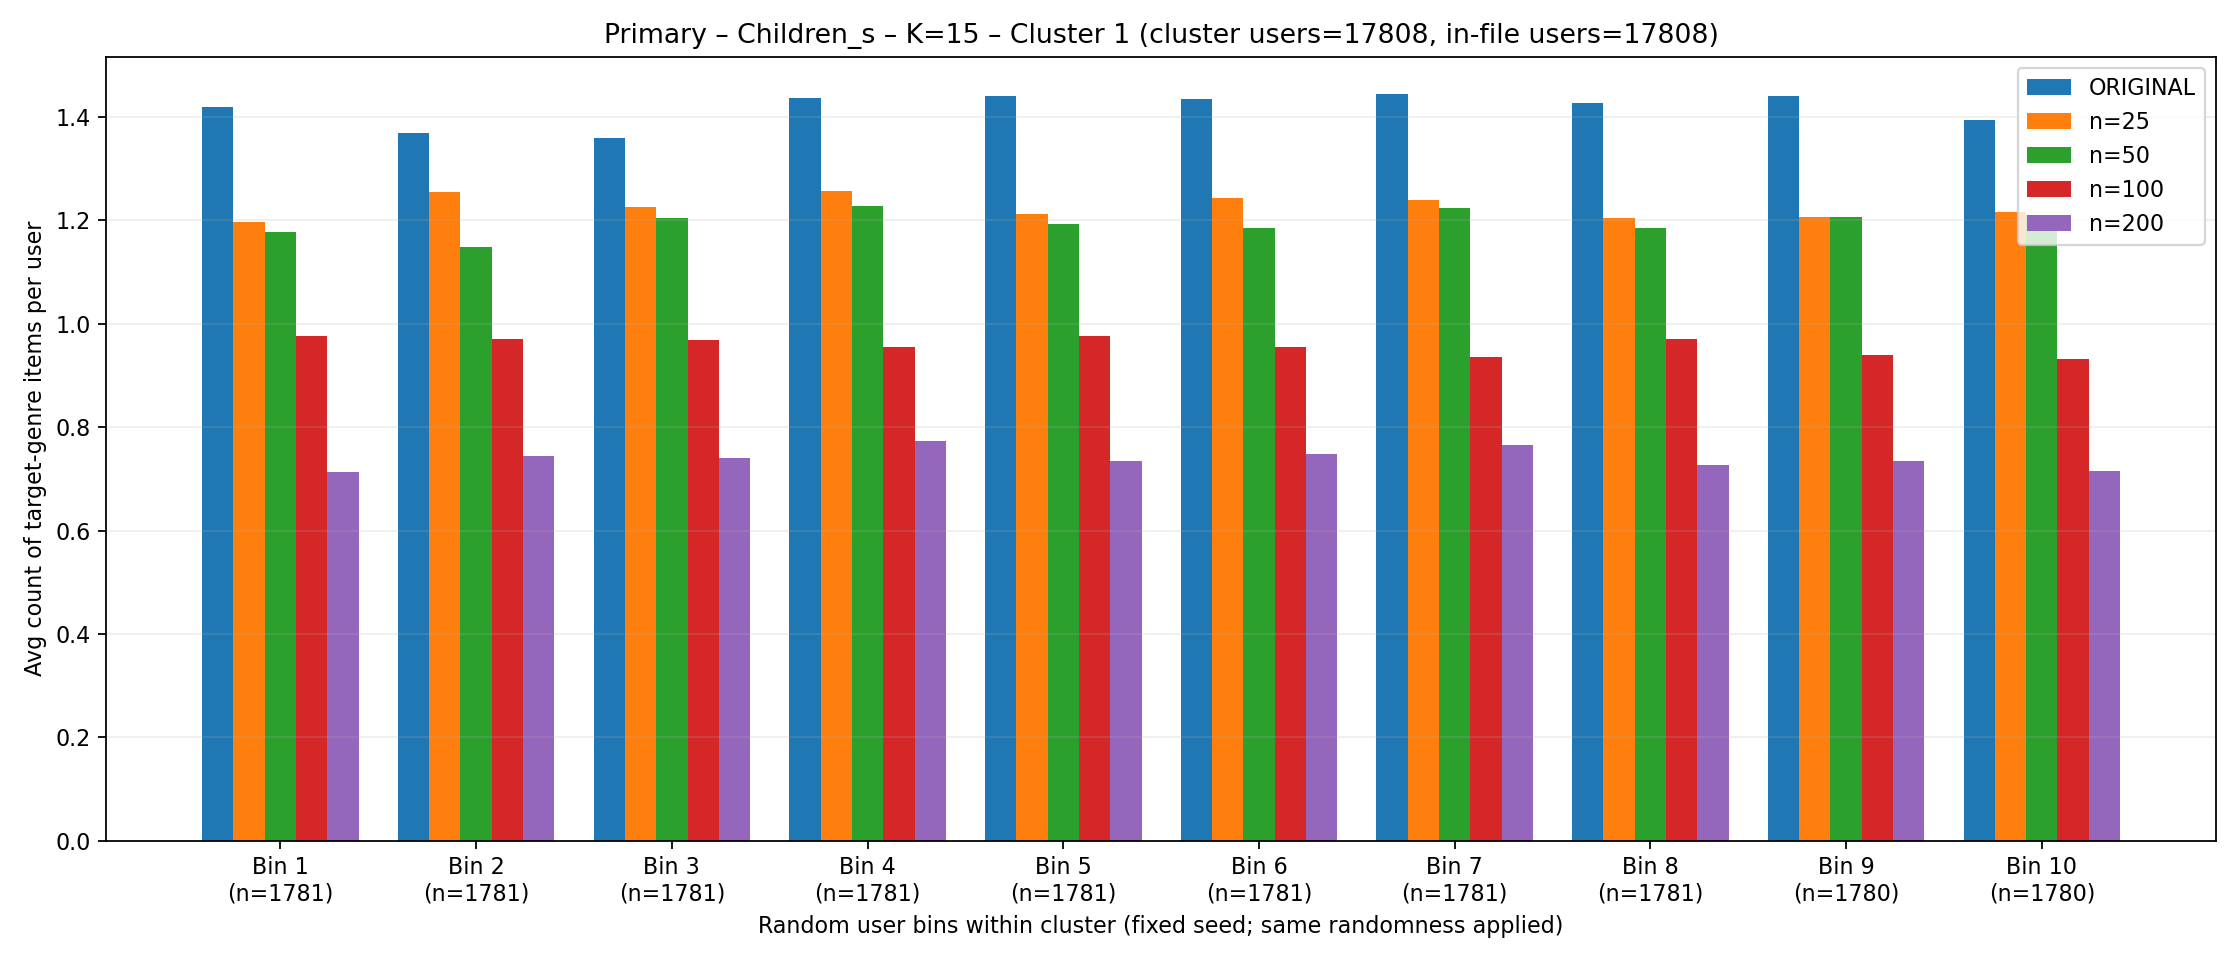 Primary – Children_s – K=15 – Cluster 1 (cluster users=17808, in-file users=17808)
ORIGINAL
n=25
n=50
n=100
n=200
Avg count of target-genre items per user
1.4
1.2
1.0
0.8
0.6
0.4
0.2
0.0
Bin 1 Bin 2 Bin 3 Bin 4 Bin 5 Bin 6 Bin 7 Bin 8 Bin 9 Bin 10
(n=1781) (n=1781) (n=1781) (n=1781) (n=1781) (n=1781) (n=1781) (n=1781) (n=1780) (n=1780)
Random user bins within cluster (fixed seed; same randomness applied)